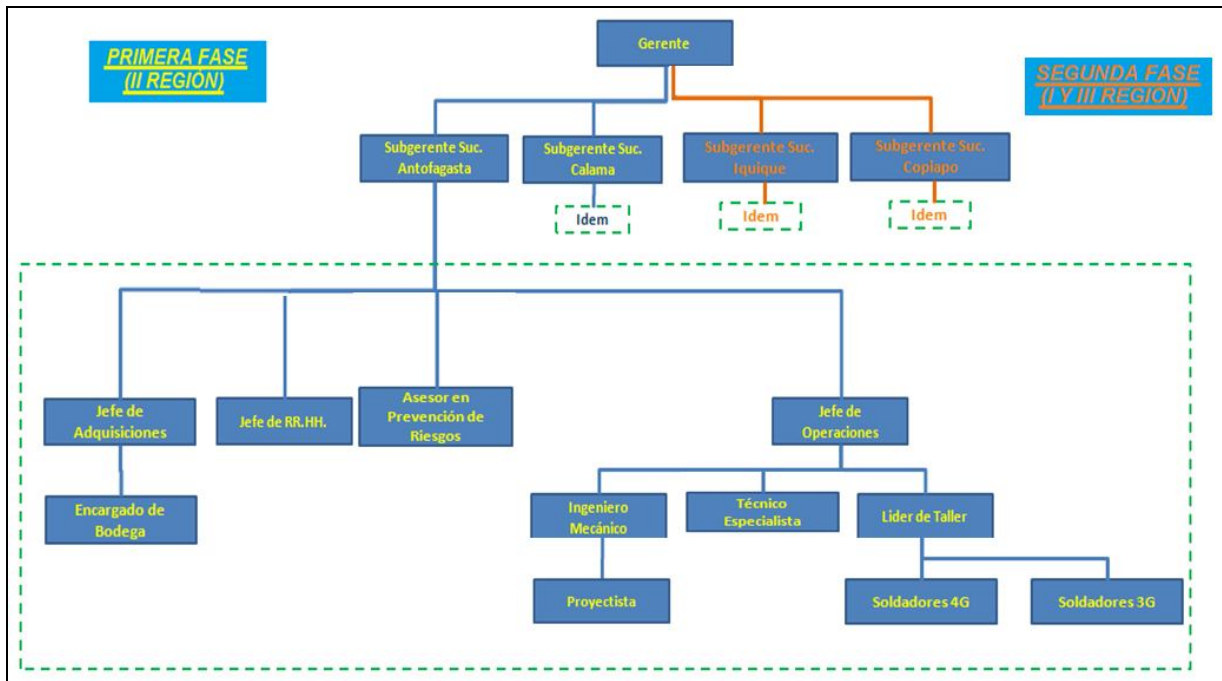 PRIMERA FASE
(II REGIÓN)
Gerente
SEGUNDA FASE
(I Y III REGIÓN)
Subgerente Suc.
Antofagasta
Subgerente Suc.
Calama
Subgerente Suc.
Iquique
Subgerente Suc.
Copiapo
Idem
Idem
Idem
Jefe de
Adquisiciones
Jefe de RR.HH.
Asesor en
Prevención de
Riesgos
Jefe de
Operaciones
Encargado de
Bodega
Ingeniero
Mecánico
Técnico
Especialista
Lider de Taller
Proyectista
Soldadores 4G
Soldadores 3G